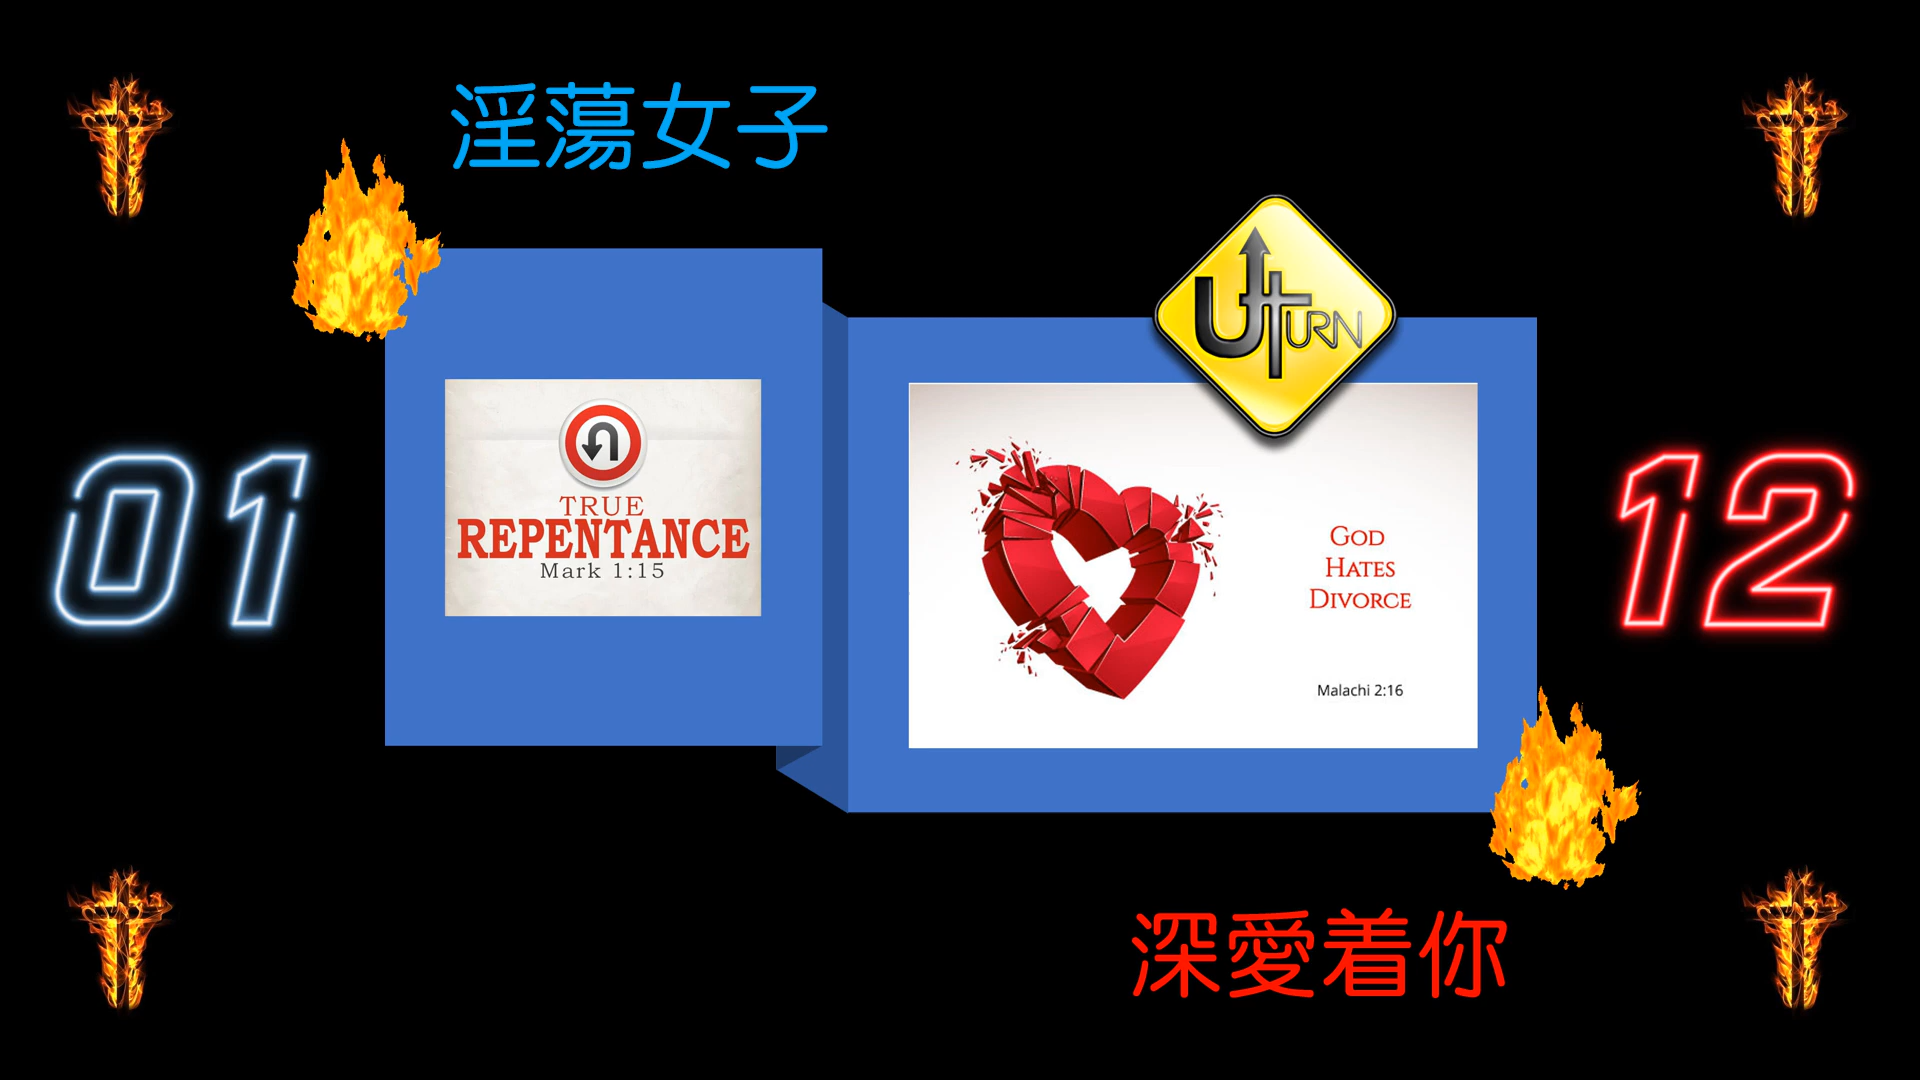 淫蕩女子
U TURN
01
TRUE
REPENTANCE
Mark 1:15
GOD
HATES
DIVORCE
Malachi 2:16
12
深愛着你